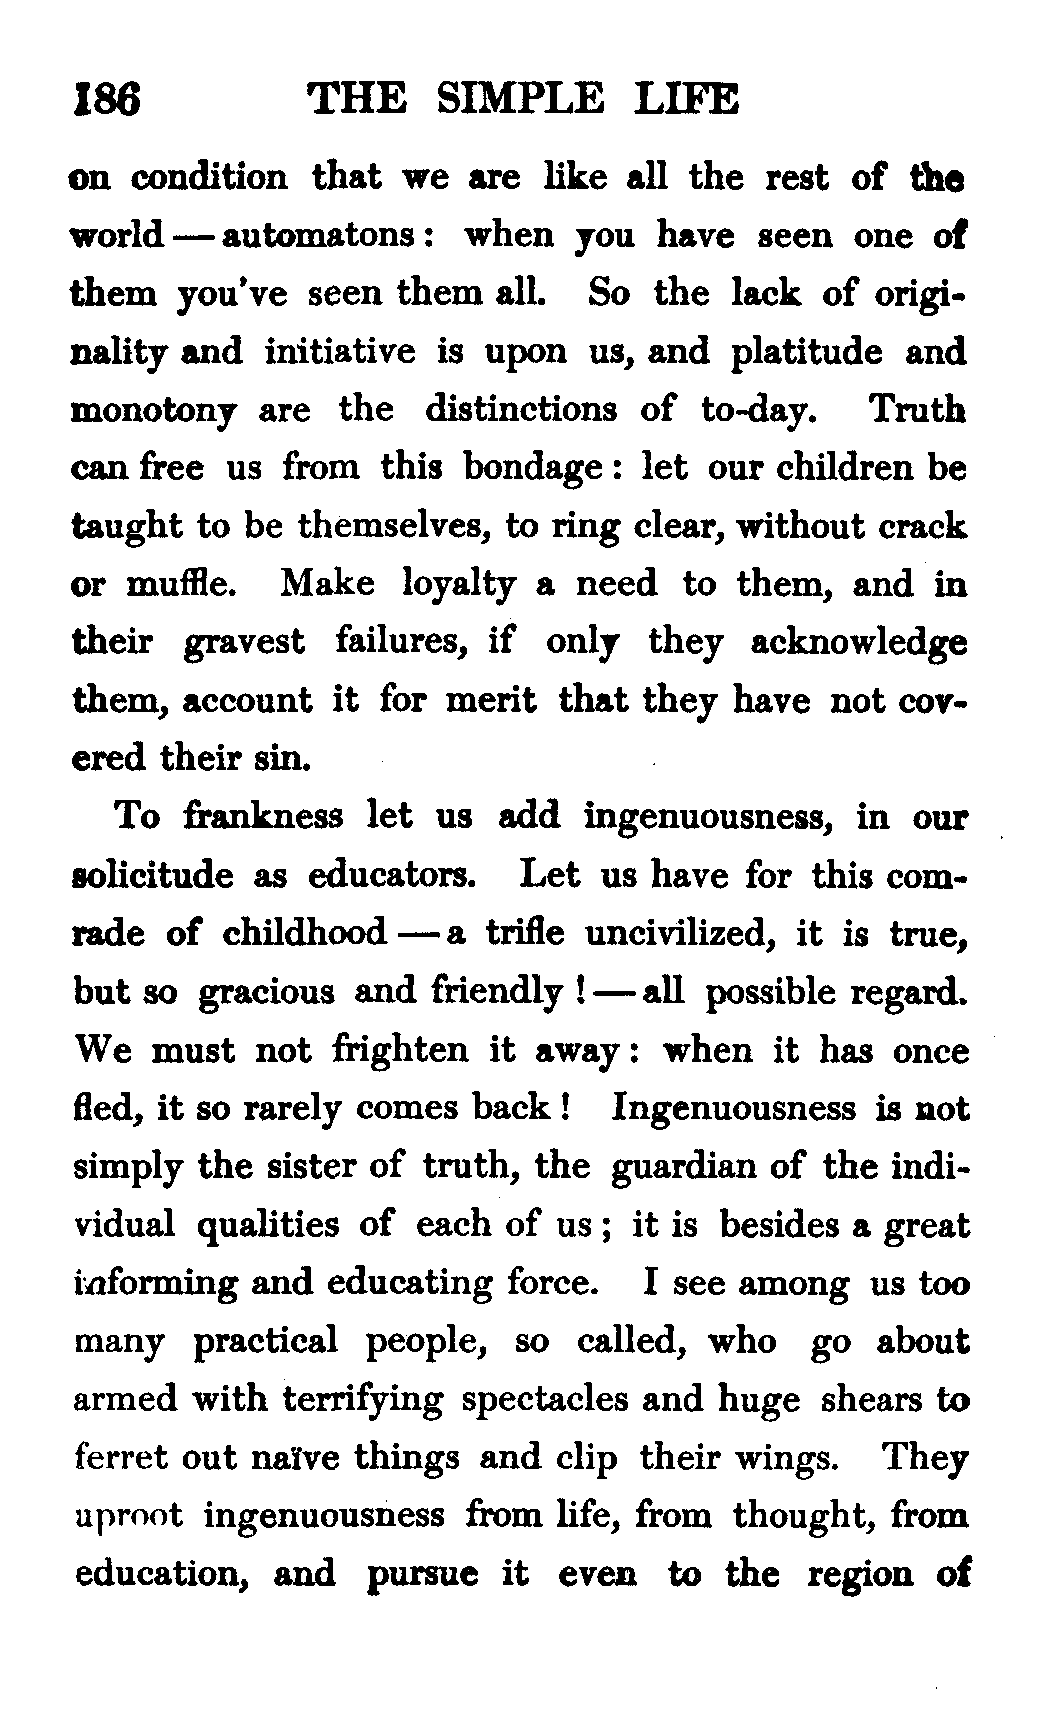 186 THE SIMPLE LIFE
on condition that we are like all the rest of the
world — automatons : when you have seen one of
them you've seen them all. So the lack of origi-
nality and initiative is upon us, and platitude and
monotony are the distinctions of to-day. Truth
can free us from this bondage : let our children be
taught to be themselves, to ring clear, without crack
or muffle. Make loyalty a need to them, and in
their gravest failures, if only they acknowledge
them, account it for merit that they have not cov-
ered their sin.
To frankness let us add ingenuousness, in our
solicitude as educators. Let us have for this com-
rade of childhood — a trifle uncivilized, it is true,
but so gracious and friendly ! — all possible regard.
We must not frighten it away : when it has once
fled, it so rarely comes back ! Ingenuousness is not
simply the sister of truth, the guardian of the indi-
vidual qualities of each of us ; it is besides a great
informing and educating force. I see among us too
many practical people, so called, who go about
armed with terrifying spectacles and huge shears to
ferret out naïve things and clip their wings. They
uproot ingenuousness from life, from thought, from
education, and pursue it even to the region of